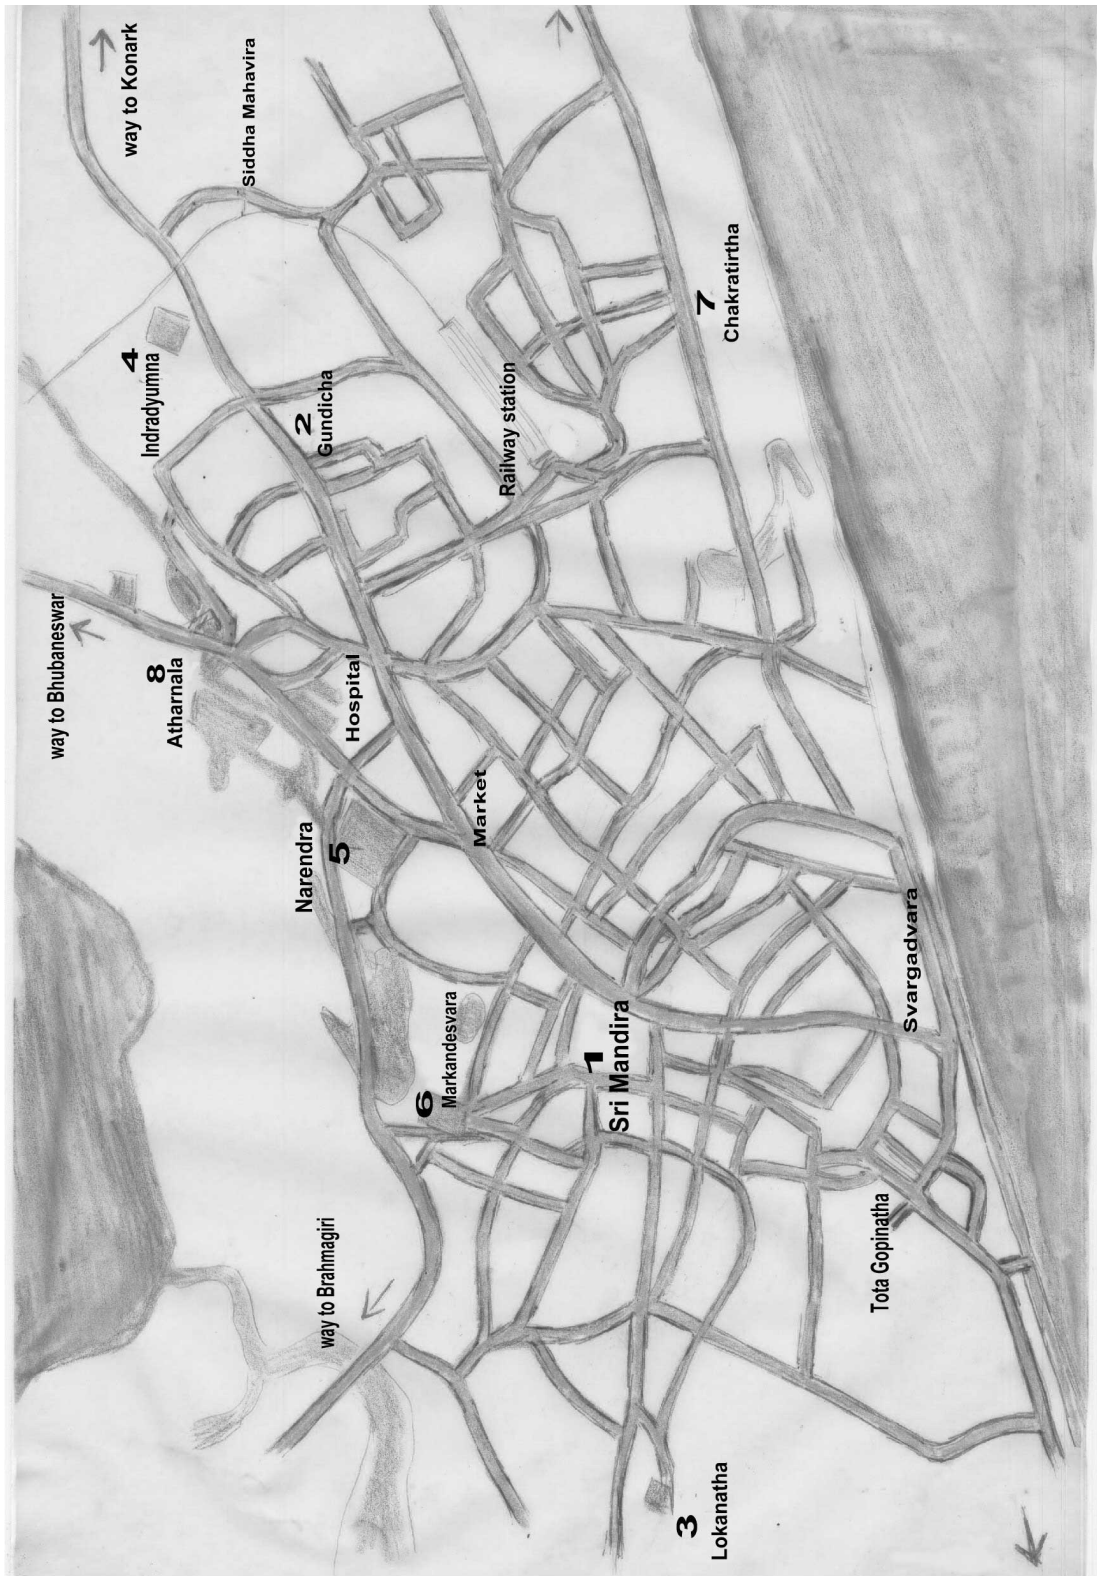 way to Konark
Siddha Mahavira
4
Indradyumna
2
Gundicha
Railway station
7
Chakratirtha
way to Bhubaneswar
8
Atharnala
Hospital
Market
Narendra
5
6
Markandesvara
1
Sri Mandira
Svargadvara
Tota Gopinatha
way to Brahmagiri
3
Lokanatha